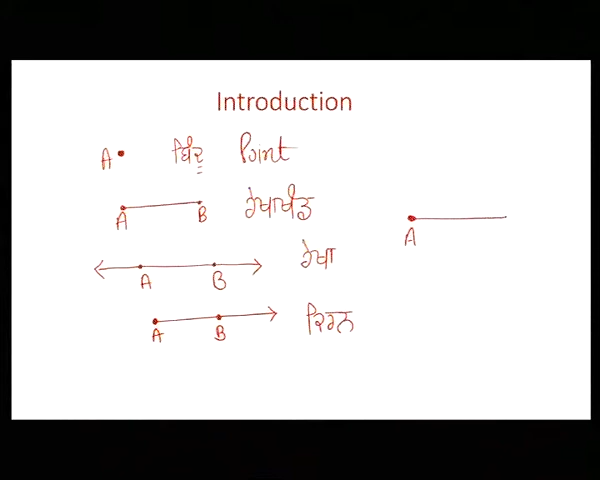 Introduction
A ਬਿੰਦੂ Point
A B ਰੇਖਾਖੰਡ
A
A B ਰੇਖਾ
A B ਕਿਰਨ